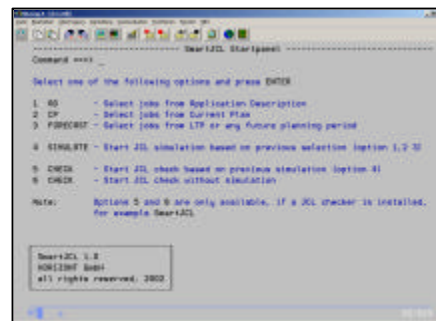 SmartJCL Startpanel
Command ===> _
Select one of the following options and press ENTER
1 AD - Select jobs from Application Description
2 CP - Select jobs from Current Plan
3 FORECAST - Select jobs from LTP or any future planning period
4 SIMULATE - Start JCL simulation based on previous selection (option 1,2 3)
5 CHECK - Start JCL check based on previous simulation (option 4)
6 CHECK - Start JCL check without simulation
Note: Options 5 and 6 are only available, if a JCL checker is installed,
for example SmartJCL
SmartJCL 1.0
HORIZONT GmbH
all rights reserved, 2002